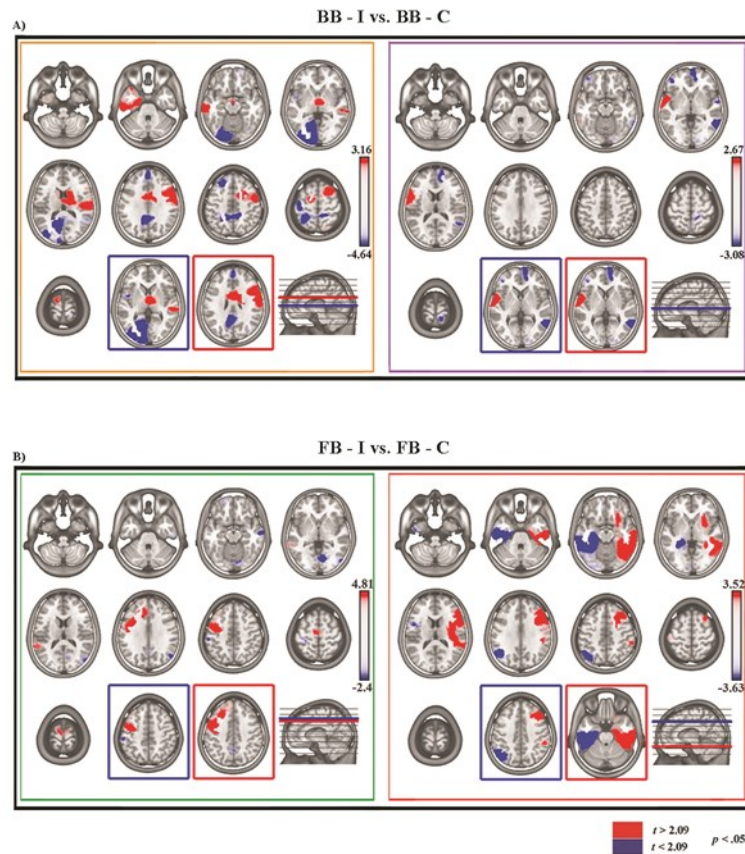 BB - I vs. BB - C
A)
3.16
-4.64
2.67
-3.08
FB - I vs. FB - C
B)
4.81
-2.4
3.52
-3.63
t > 2.09
t < 2.09
p < .05